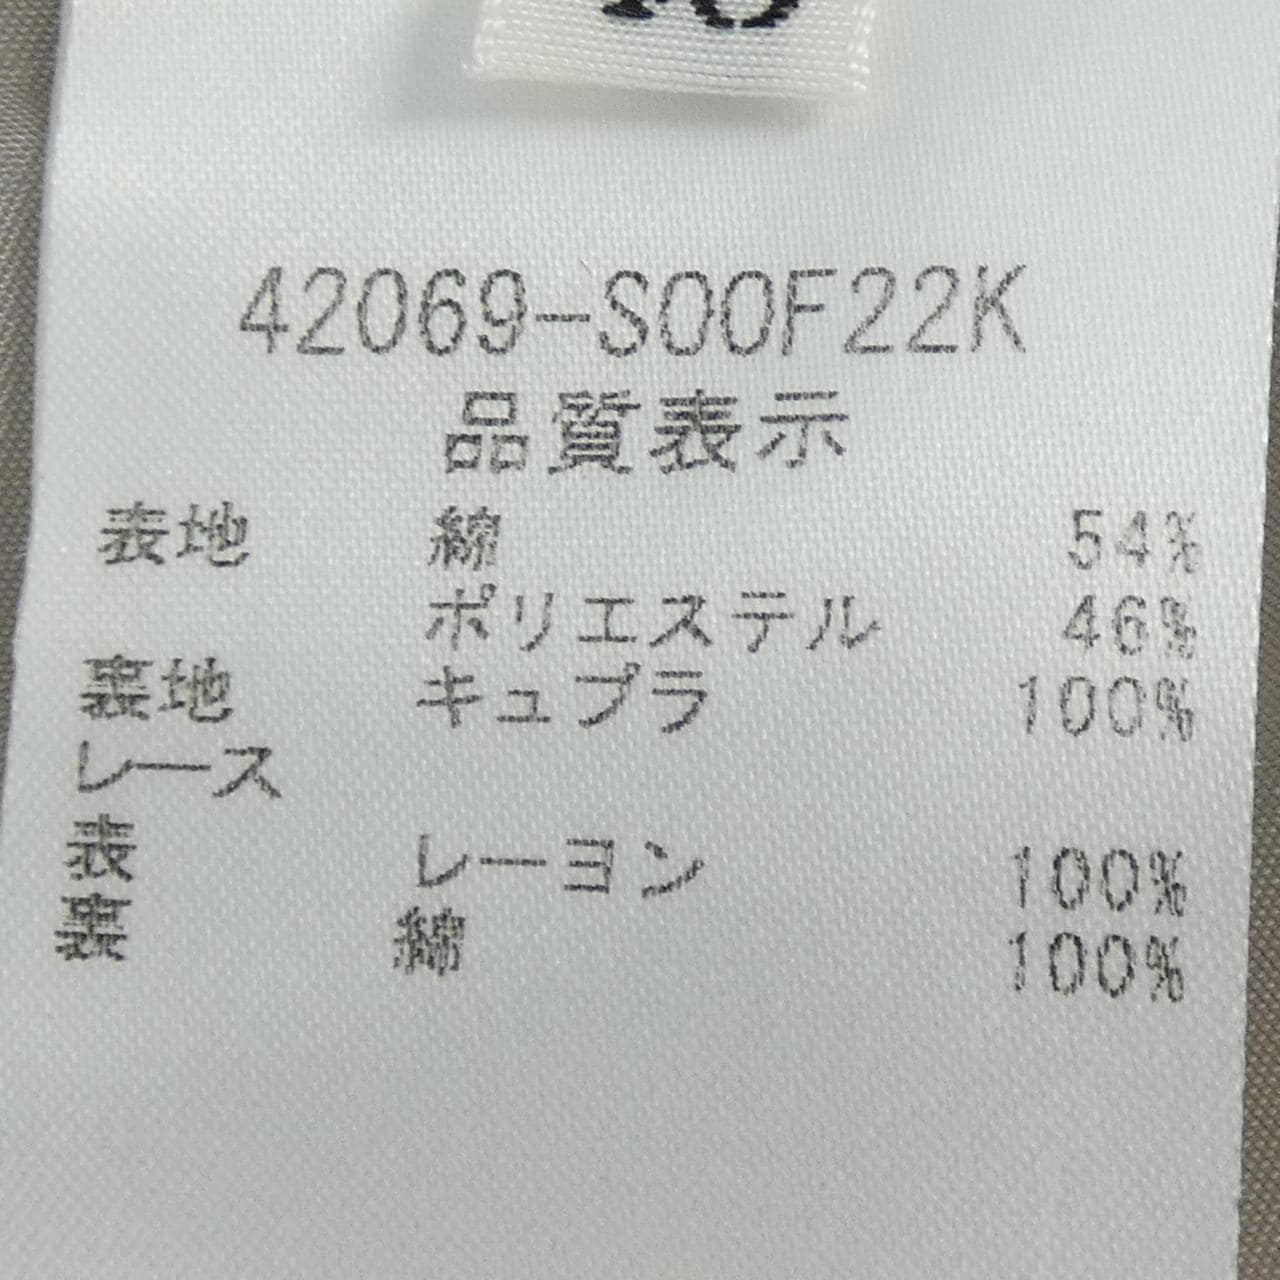 42069-S00F22K
品質表示
表地 綿 54%
ポリエステル 46%
裏地 キュプラ 100%
レース
表 レーヨン 100%
裏 綿 100%